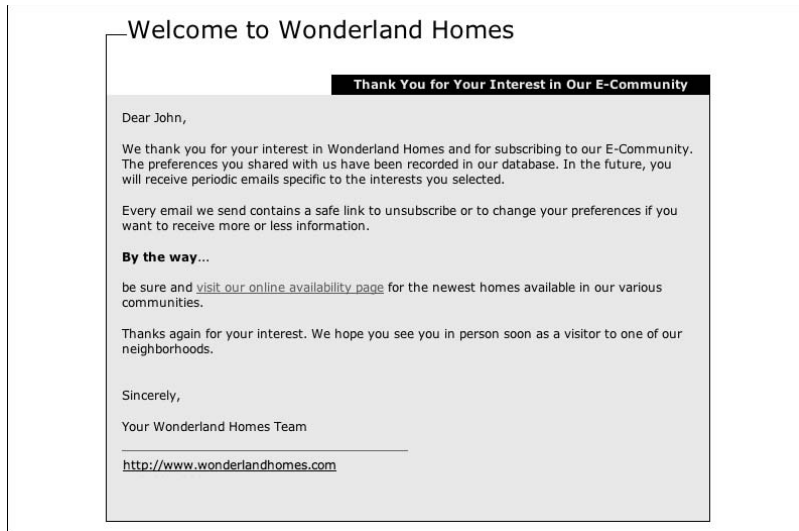 Welcome to Wonderland Homes
Thank You for Your Interest in Our E-Community
Dear John,
We thank you for your interest in Wonderland Homes and for subscribing to our E-Community.
The preferences you shared with us have been recorded in our database. In the future, you
will receive periodic emails specific to the interests you selected.
Every email we send contains a safe link to unsubscribe or to change your preferences if you
want to receive more or less information.
By the way...
be sure and visit our online availability page for the newest homes available in our various
communities.
Thanks again for your interest. We hope you see you in person soon as a visitor to one of our
neighborhoods.
Sincerely,
Your Wonderland Homes Team
http://www.wonderlandhomes.com